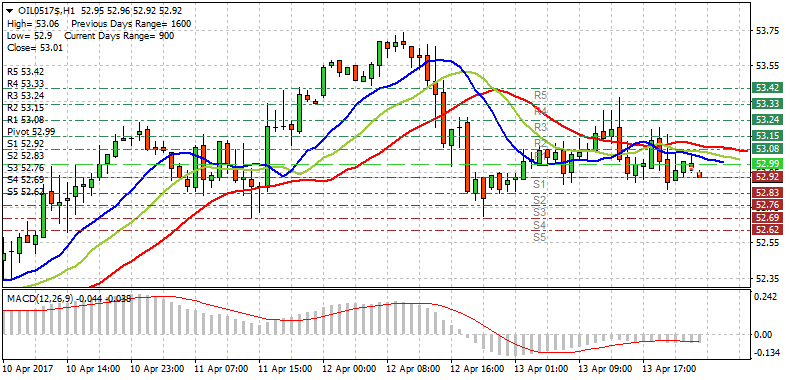 OIL0517$,H1 52.95 52.96 52.92 52.92
High= 53.06 Previous Days Range= 1600
Low= 52.9 Current Days Range= 900
Close= 53.01
R5 53.42
R4 53.33
R3 53.24
R2 53.15
R1 53.08
Pivot 52.99
S1 52.92
S2 52.83
S3 52.76
S4 52.69
S5 52.62
R5
R4
R3
R2
S1
S2
S3
S4
S5
53.75
53.55
53.42
53.33
53.24
53.15
53.08
52.99
52.92
52.83
52.76
52.69
52.62
52.55
52.35
MACD(12,26,9) -0.044 -0.038
0.242
0.00
-0.134
10 Apr 2017 10 Apr 14:00 10 Apr 23:00 11 Apr 07:00 11 Apr 15:00 12 Apr 00:00 12 Apr 08:00 12 Apr 16:00 13 Apr 01:00 13 Apr 09:00 13 Apr 17:00